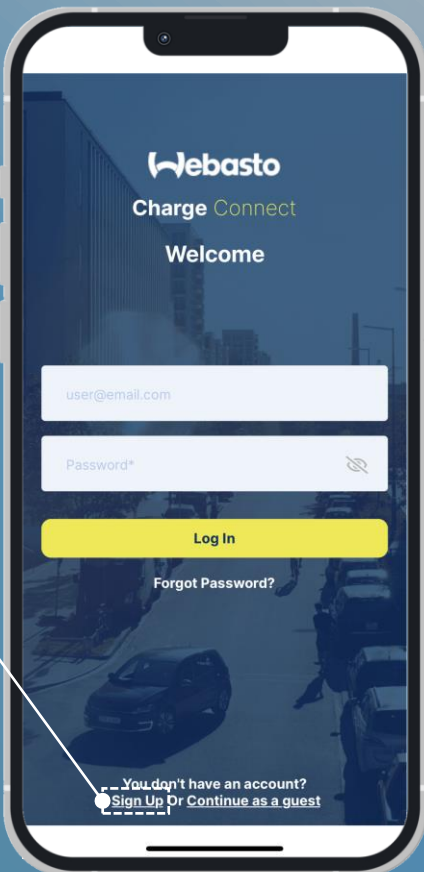 Webasto
Charge Connect
Welcome
user@email.com
Password*
Log In
Forgot Password?
You don't have an account?
Sign Up Or Continue as a guest